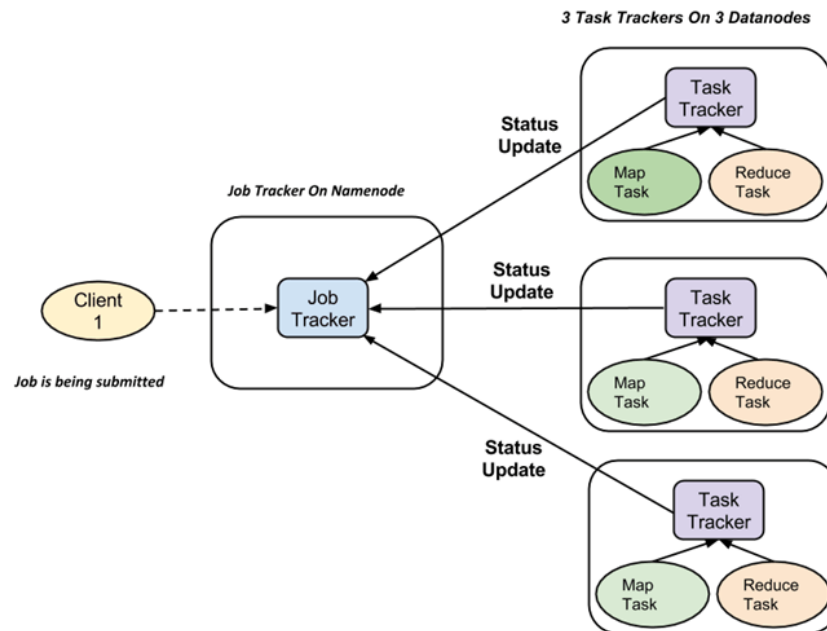 3 Task Trackers On 3 Datanodes
Task
Tracker
Status
Update
Map
Task
Reduce
Task
Job Tracker On Namenode
Client
1
Job
Tracker
Status
Update
Task
Tracker
Map
Task
Reduce
Task
Job is being submitted
Status
Update
Task
Tracker
Map
Task
Reduce
Task